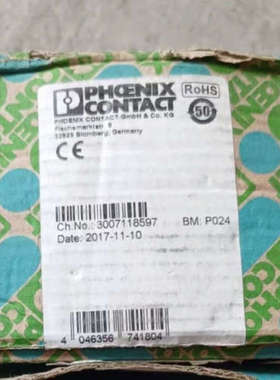 PHŒNIX
CONTACT
RoHS
50
PHOENIX CONTACT GmbH & Co. KG
Flachsmarktstr. 8
32825 Blomberg, Germany
CE
Ch.No.: 3007118597 BM: P024
Date: 2017-11-10
4 046356 741804